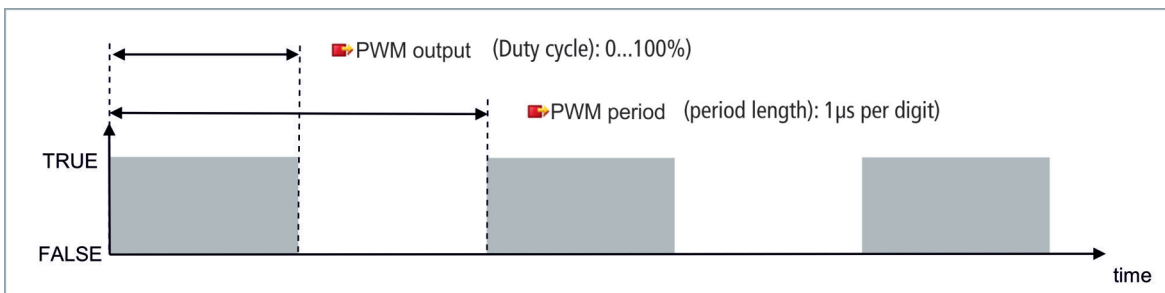 PWM output (Duty cycle): 0...100%)
PWM period (period length): 1µs per digit)
TRUE
FALSE
time